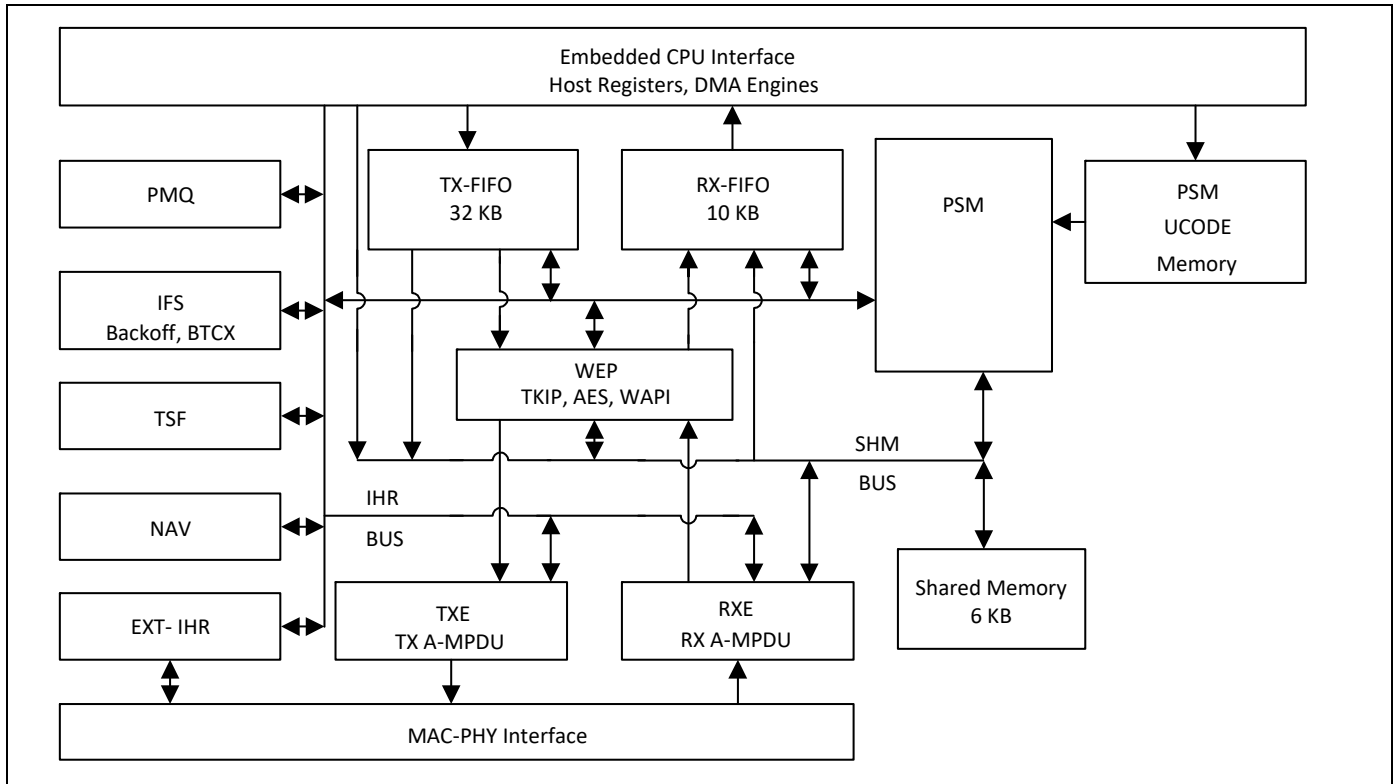 Embedded CPU Interface
Host Registers, DMA Engines
PMQ
TX-FIFO
32 KB
RX-FIFO
10 KB
PSM
PSM
UCODE
Memory
IFS
Backoff, BTCX
WEP
TKIP, AES, WAPI
TSF
SHM
BUS
IHR
BUS
NAV
Shared Memory
6 KB
EXT- IHR
TXE
TX A-MPDU
RXE
RX A-MPDU
MAC-PHY Interface